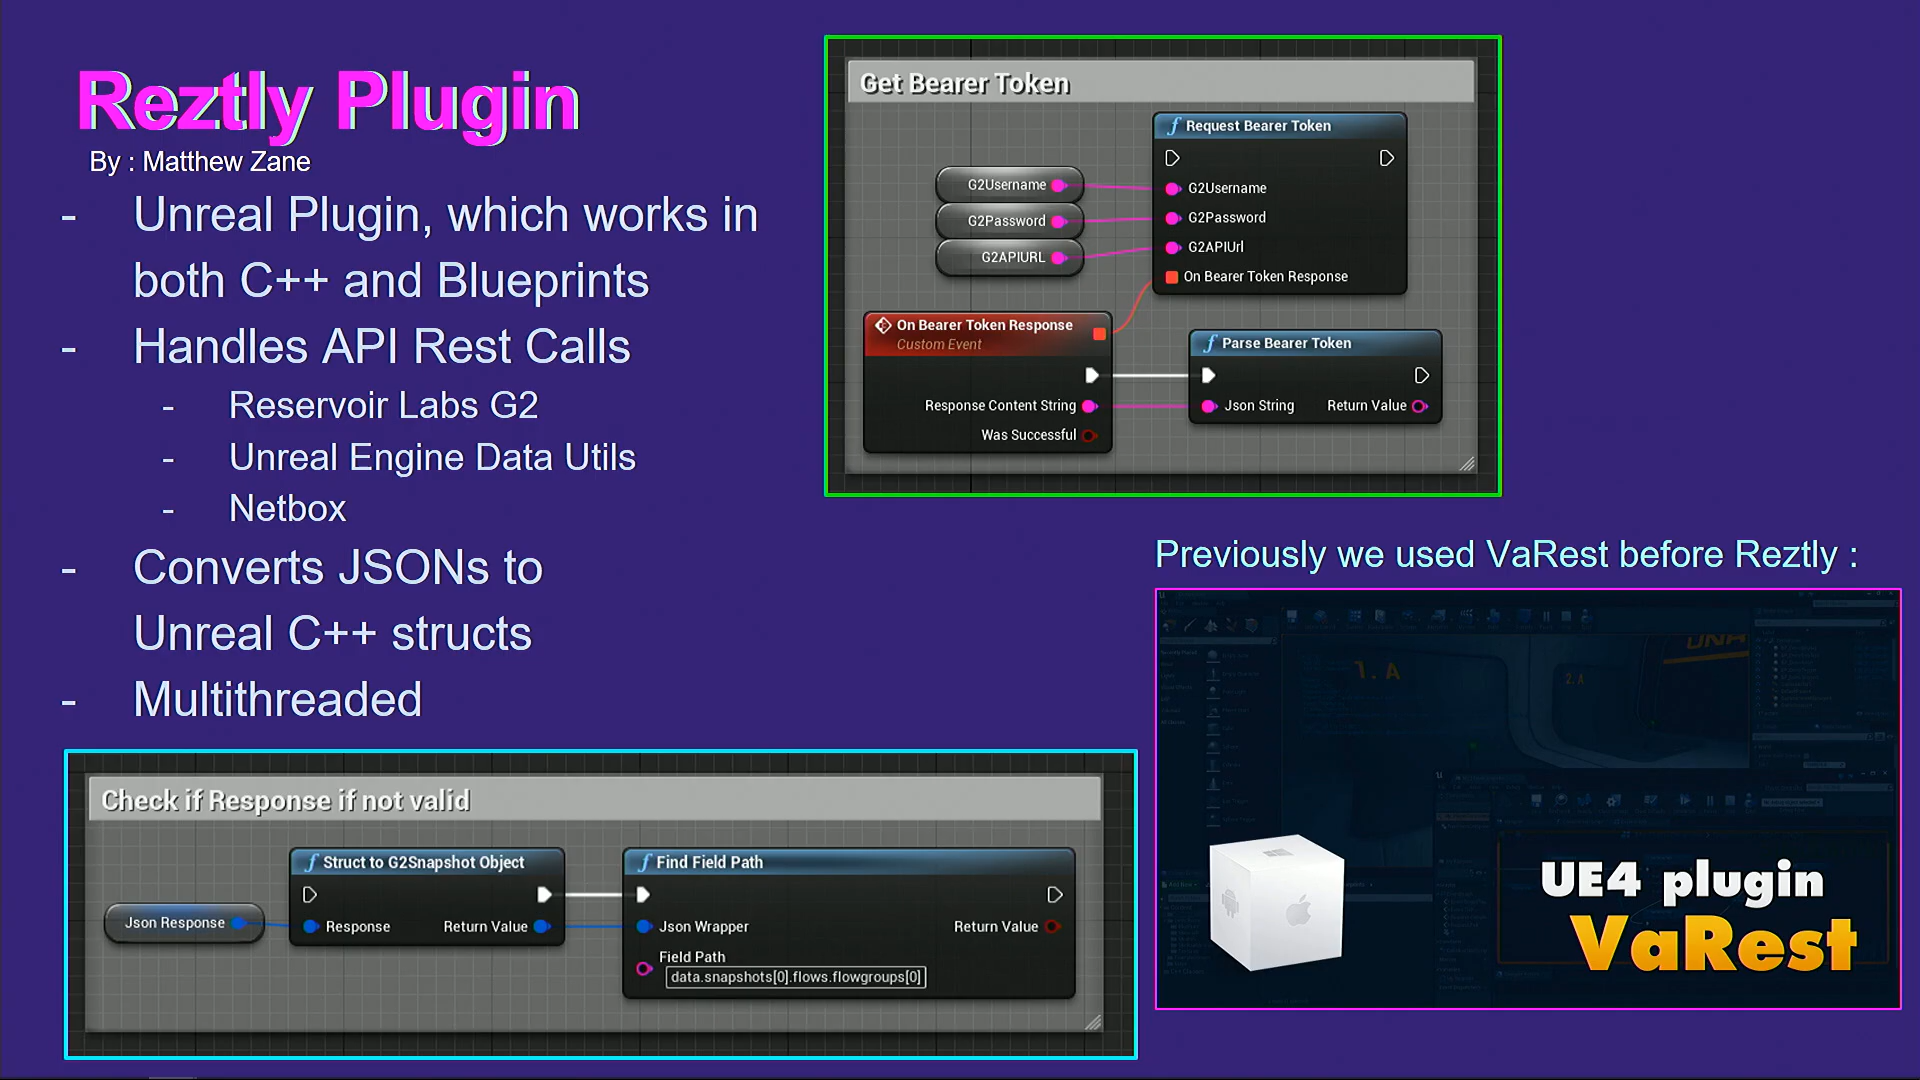 Reztly Plugin
By : Matthew Zane
- Unreal Plugin, which works in
both C++ and Blueprints
- Handles API Rest Calls
- Reservoir Labs G2
- Unreal Engine Data Utils
- Netbox
- Converts JSONs to
Unreal C++ structs
- Multithreaded
Get Bearer Token
f Request Bearer Token
G2Username
G2Password
G2APIURL
G2Username
G2Password
G2APIUrl
On Bearer Token Response
On Bearer Token Response
Custom Event
Response Content String
Was Successful
f Parse Bearer Token
Json String Return Value
Previously we used VaRest before Reztly :
1. A
2. A
UE4 plugin
VaRest
Check if Response if not valid
Json Response
f Struct to G2Snapshot Object
Response Return Value
f Find Field Path
Json Wrapper Return Value
Field Path
data.snapshots[0].flows.flowgroups[0]